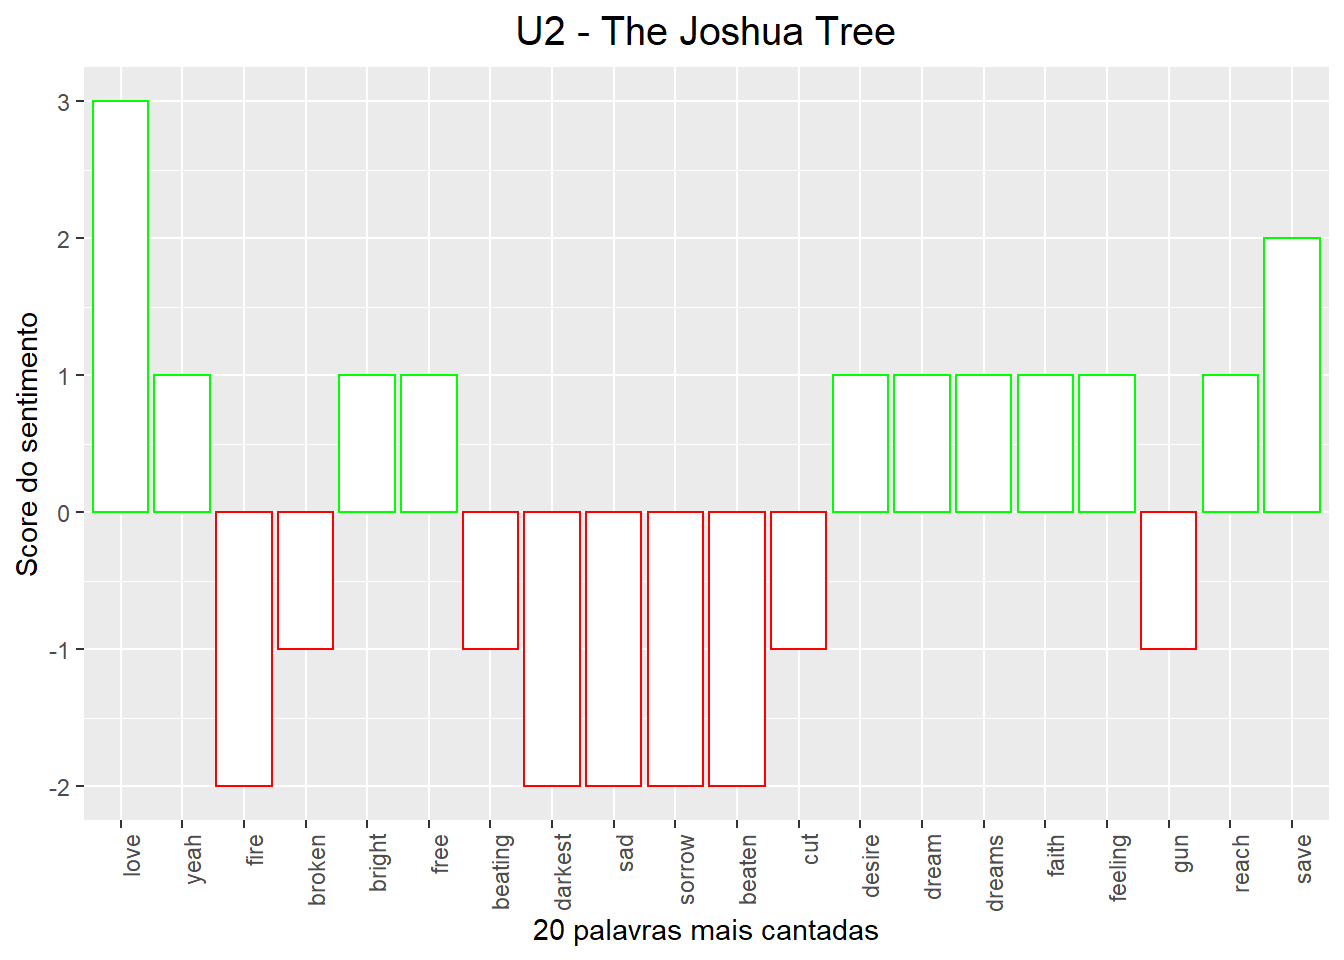 U2 - The Joshua Tree
Score do sentimento
3
2
1
0
-1
-2
love
yeah
fire
broken
bright
free
beating
darkest
sad
sorrow
beaten
cut
desire
dream
dreams
faith
feeling
gun
reach
save
20 palavras mais cantadas